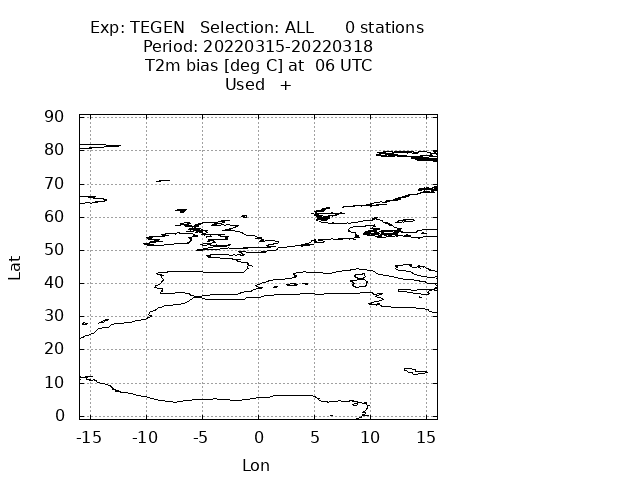 Exp: TEGEN   Selection: ALL      0 stations
Period: 20220315-20220318
T2m bias [deg C] at  06 UTC
Used   +
90
80
70
60
50
40
30
20
10
0
Lat
-15 -10 -5 0 5 10 15
Lon